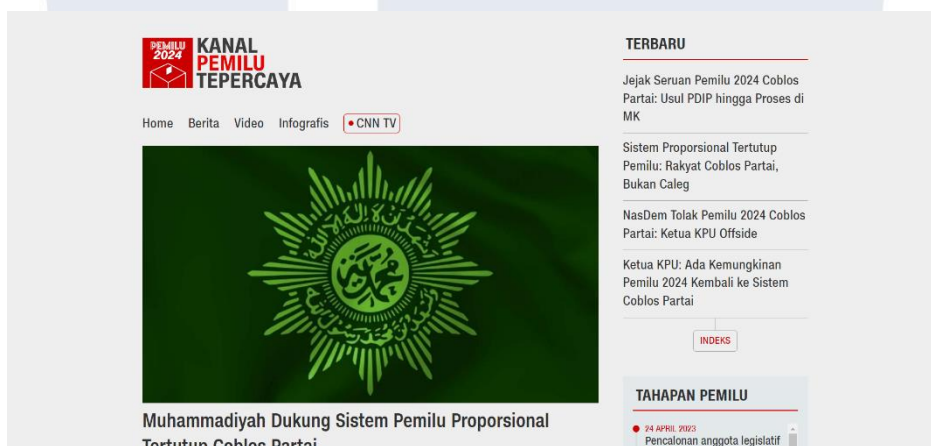 PEMILU
2024
KANAL
PEMILU
TEPERCAYA
Home Berita Video Infografis CNN TV
Muhammadiyah Dukung Sistem Pemilu Proporsional
Tertutup Coblos Partai
TERBARU
Jejak Seruan Pemilu 2024 Coblos
Partai: Usul PDIP hingga Proses di
MK
Sistem Proporsional Tertutup
Pemilu: Rakyat Coblos Partai,
Bukan Caleg
NasDem Tolak Pemilu 2024 Coblos
Partai: Ketua KPU Offside
Ketua KPU: Ada Kemungkinan
Pemilu 2024 Kembali ke Sistem
Coblos Partai
INDEKS
TAHAPAN PEMILU
24 APRIL 2023
Pencalonan anggota legislatif